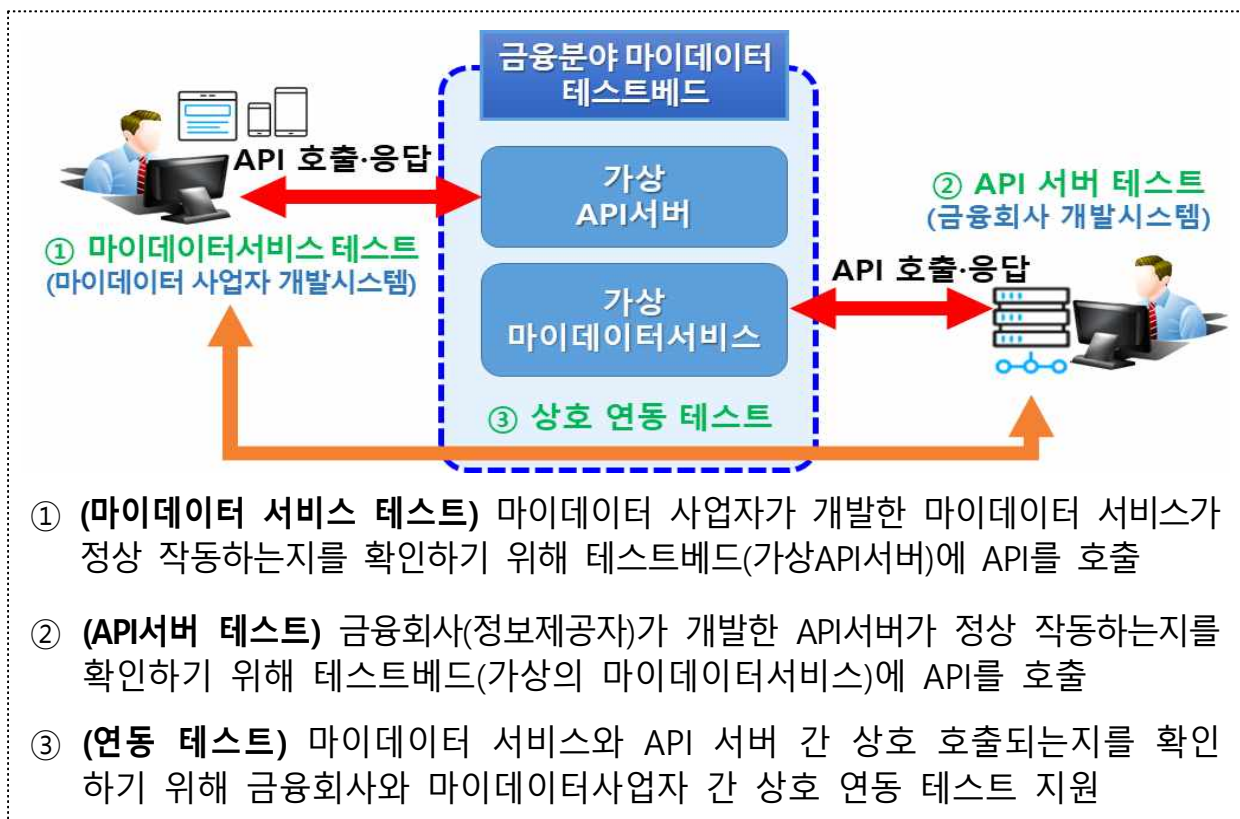 금융분야 마이데이터
테스트베드
API 호출·응답
가상
API서버
② API 서버 테스트
(금융회사 개발시스템)
① 마이데이터서비스 테스트
(마이데이터 사업자 개발시스템)
API 호출·응답
가상
마이데이터서비스
③ 상호 연동 테스트
① (마이데이터 서비스 테스트) 마이데이터 사업자가 개발한 마이데이터 서비스가
정상 작동하는지를 확인하기 위해 테스트베드(가상API서버)에 API를 호출
② (API서버 테스트) 금융회사(정보제공자)가 개발한 API서버가 정상 작동하는지를
확인하기 위해 테스트베드(가상의 마이데이터서비스)에 API를 호출
③ (연동 테스트) 마이데이터 서비스와 API 서버 간 상호 호출되는지를 확인
하기 위해 금융회사와 마이데이터사업자 간 상호 연동 테스트 지원